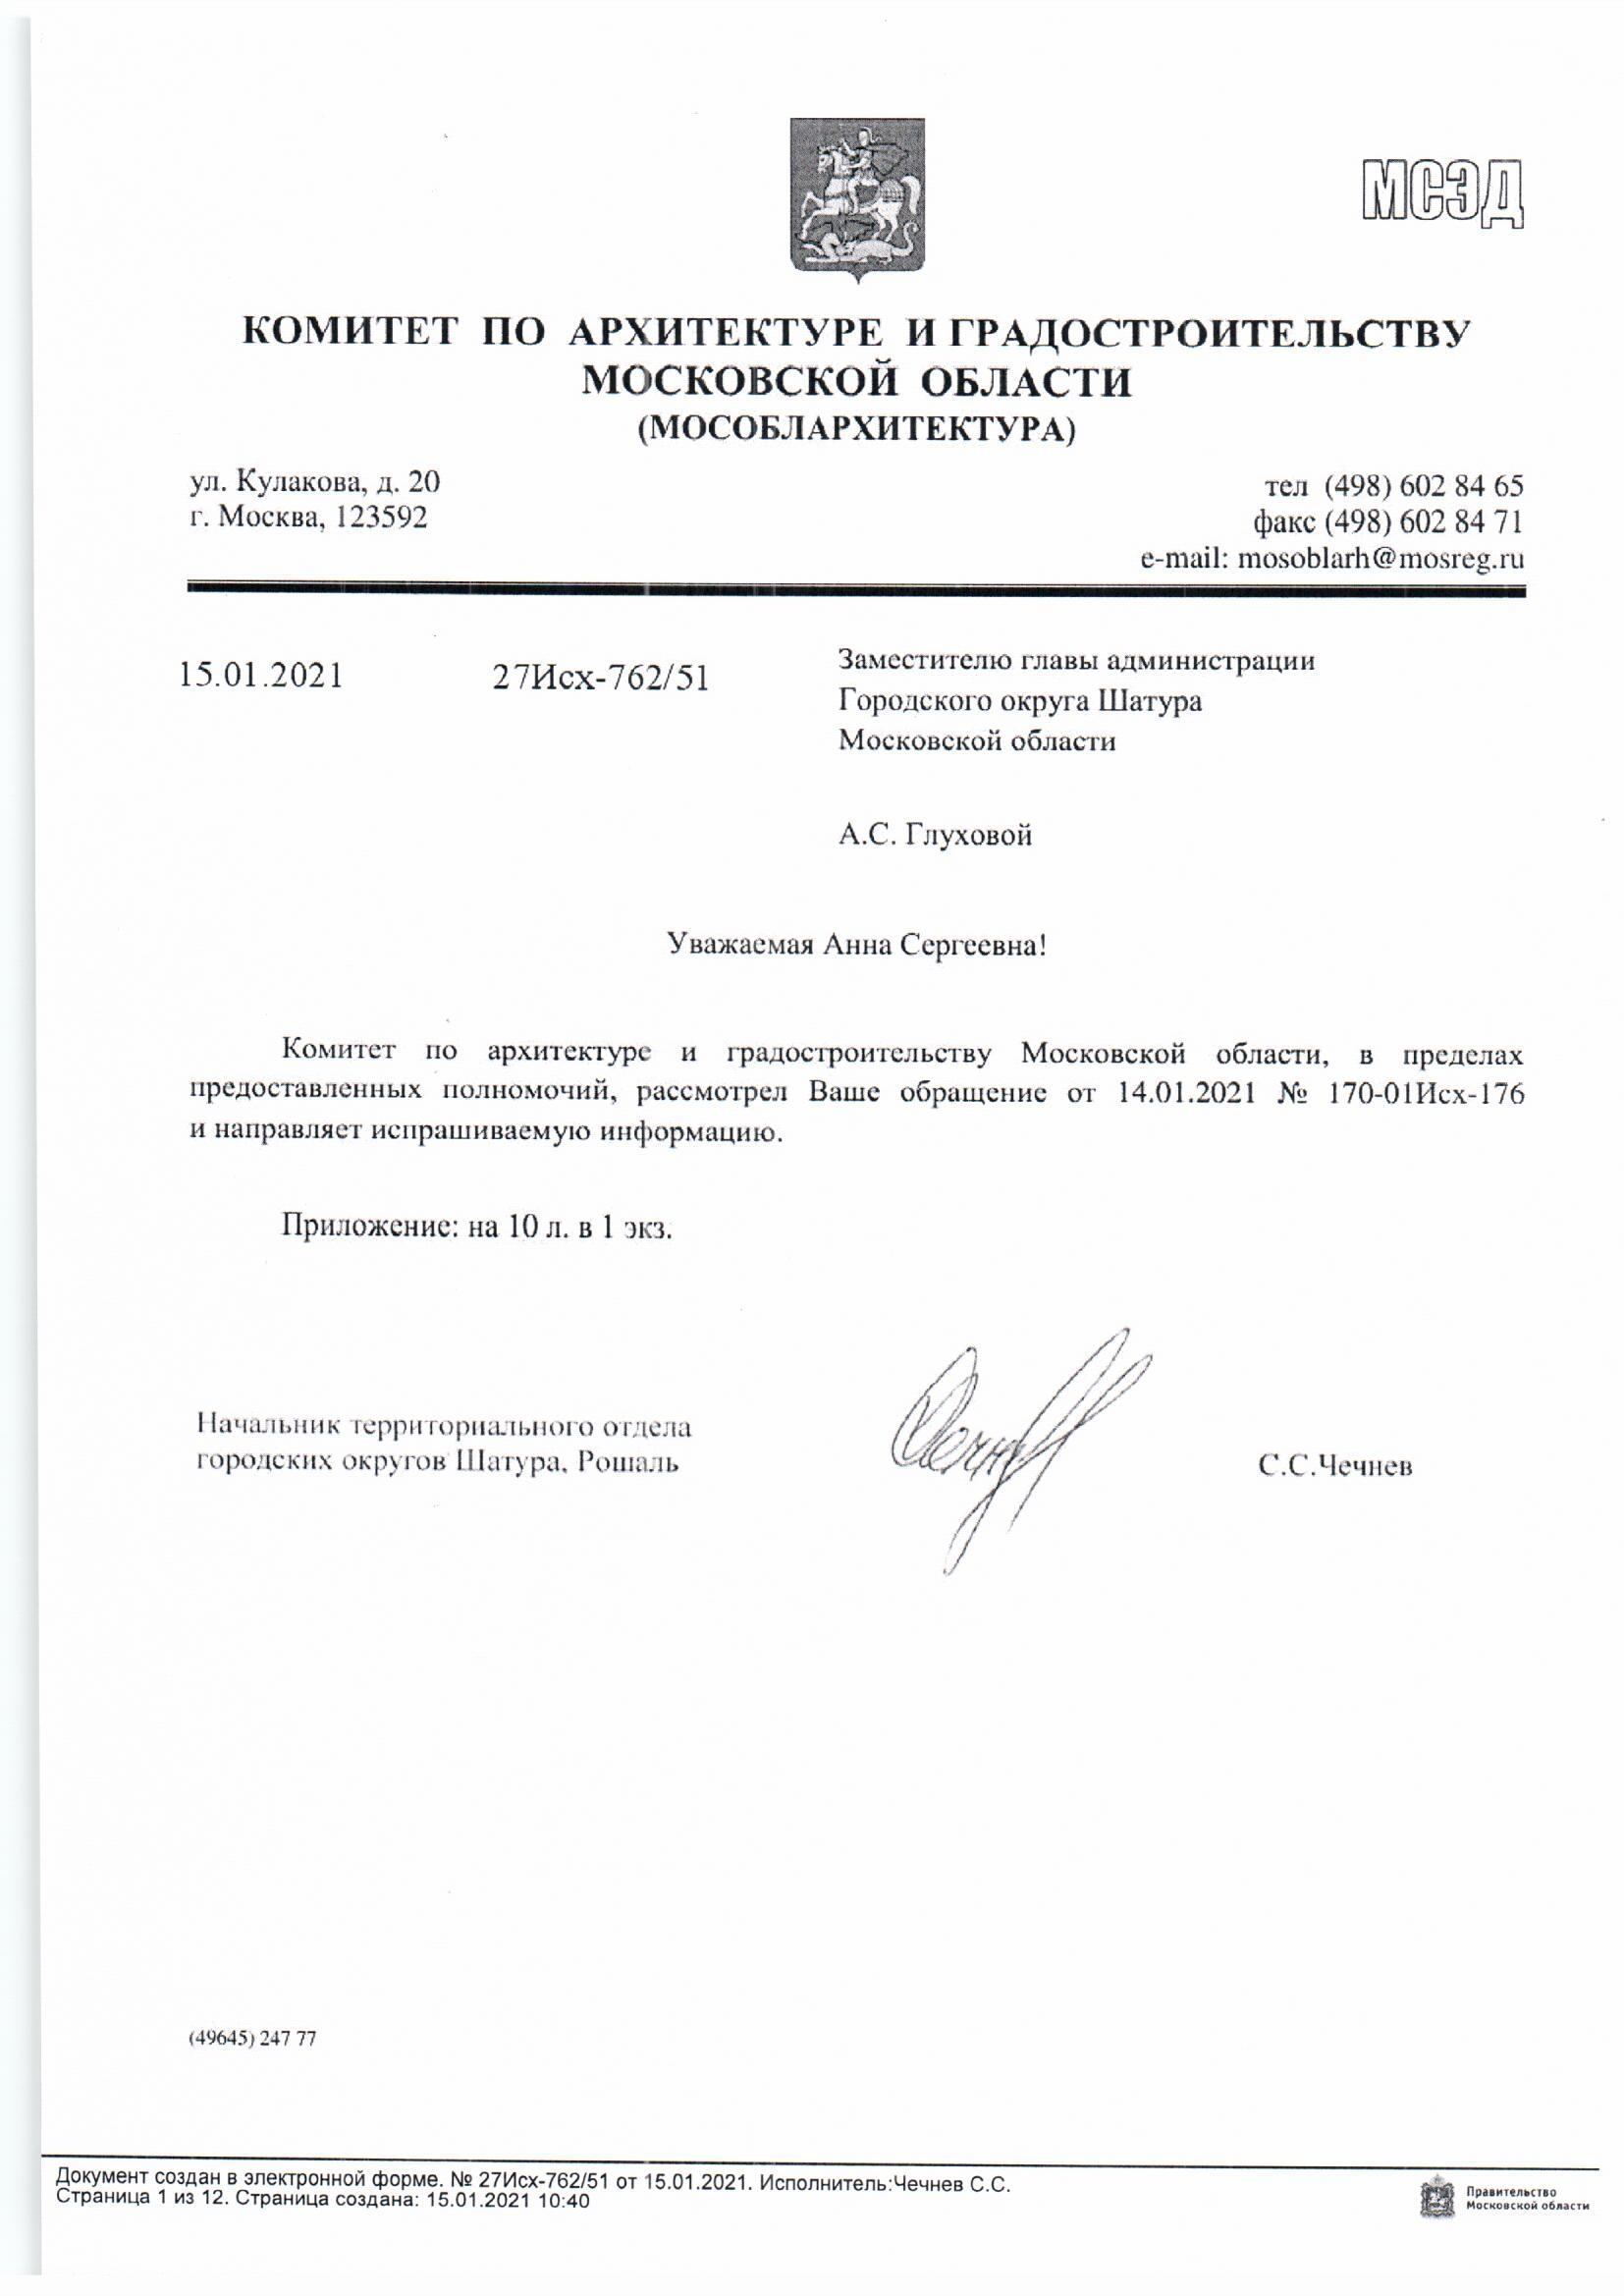 МСЭД
КОМИТЕТ ПО АРХИТЕКТУРЕ И ГРАДОСТРОИТЕЛЬСТВУ
МОСКОВСКОЙ ОБЛАСТИ
(МОСОБЛАРХИТЕКТУРА)
ул. Кулакова, д. 20
г. Москва, 123592
тел (498) 602 84 65
факс (498) 602 84 71
e-mail: mosoblarh@mosreg.ru
15.01.2021
27Исх-762/51
Заместителю главы администрации
Городского округа Шатура
Московской области
А.С. Глуховой
Уважаемая Анна Сергеевна!
Комитет по архитектуре и градостроительству Московской области, в пределах
предоставленных полномочий, рассмотрел Ваше обращение от 14.01.2021 № 170-01Исх-176
и направляет испрашиваемую информацию.
Приложение: на 10 л. в 1 экз.
Начальник территориального отдела
городских округов Шатура, Рошаль
С.С.Чечнев
(49645) 247 77
Документ создан в электронной форме. № 27Исх-762/51 от 15.01.2021. Исполнитель:Чечнев С.С.
Страница 1 из 12. Страница создана: 15.01.2021 10:40
Правительство
Московской области